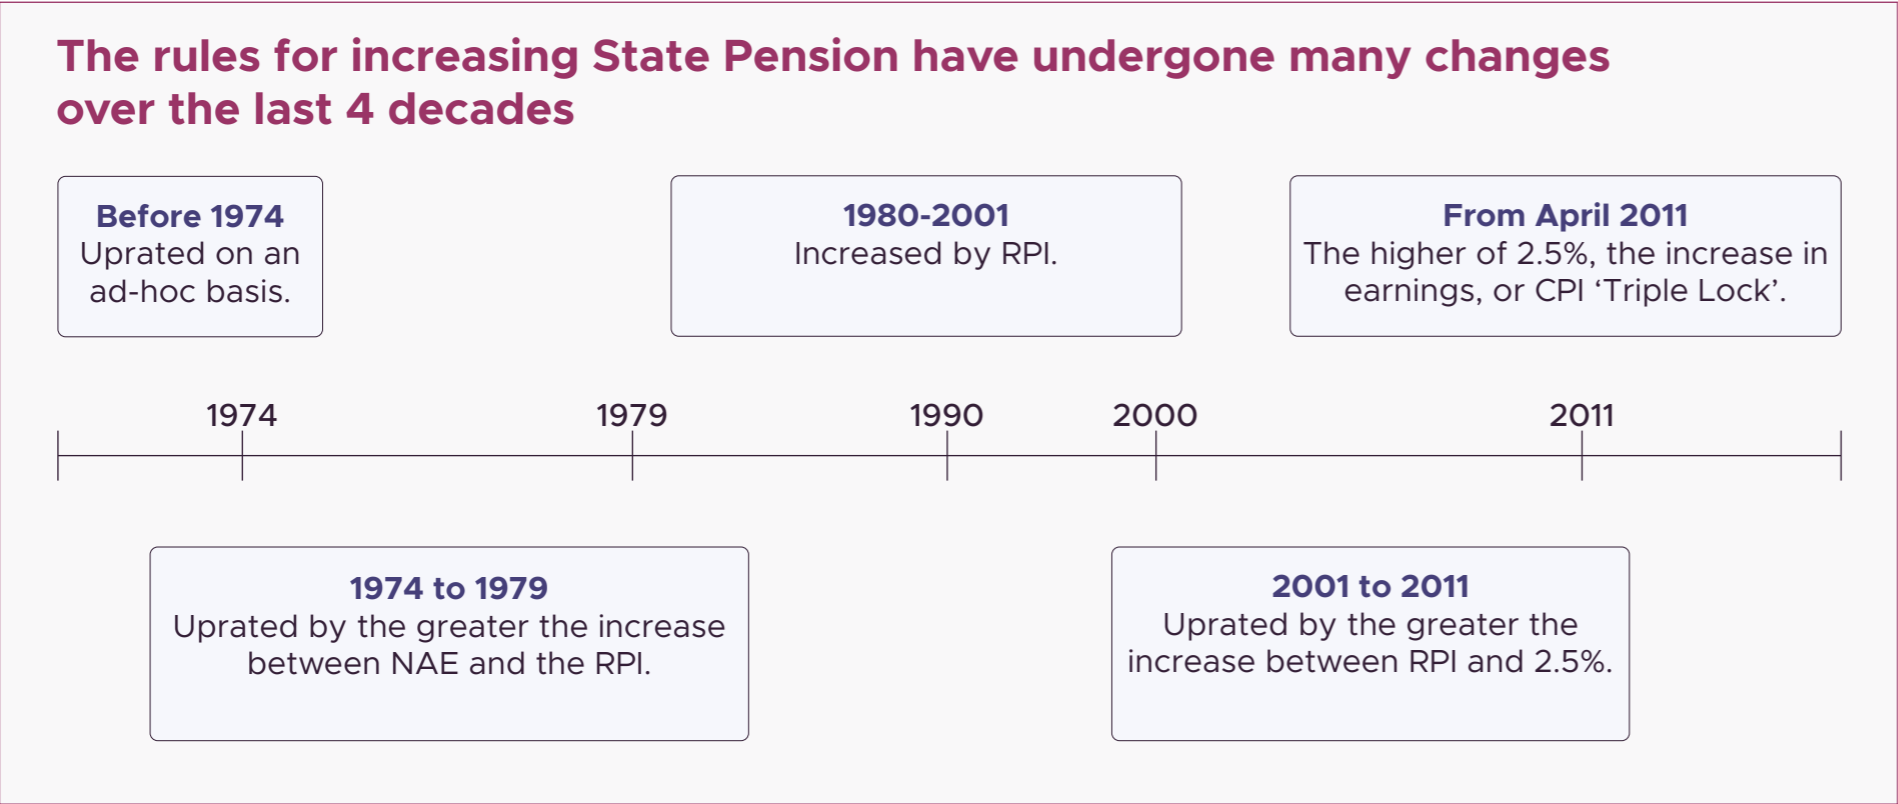 The rules for increasing State Pension have undergone many changes
over the last 4 decades
Before 1974
Uprated on an
ad-hoc basis.
1980-2001
Increased by RPI.
From April 2011
The higher of 2.5%, the increase in
earnings, or CPI ‘Triple Lock’.
1974
1979
1990
2000
2011
1974 to 1979
Uprated by the greater the increase
between NAE and the RPI.
2001 to 2011
Uprated by the greater the
increase between RPI and 2.5%.